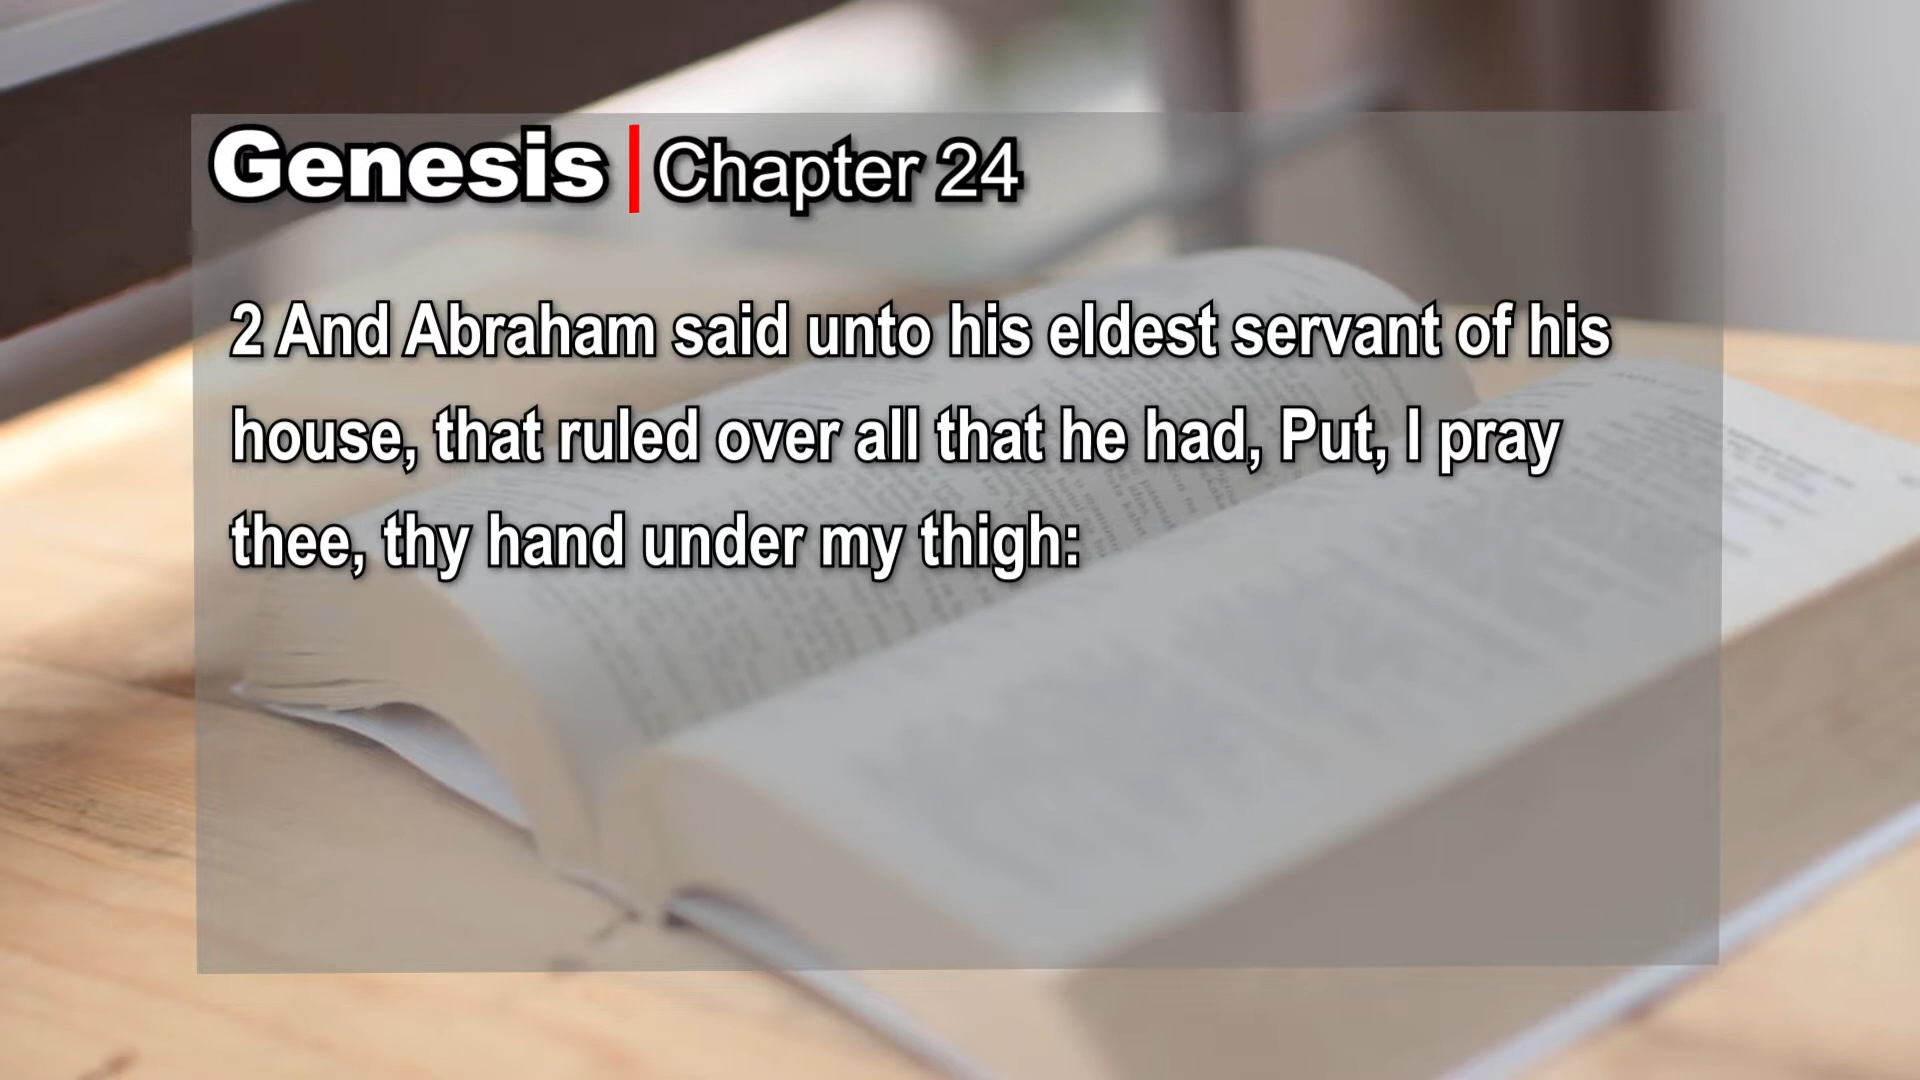 Genesis | Chapter 24
2 And Abraham said unto his eldest servant of his
house, that ruled over all that he had, Put, I pray
thee, thy hand under my thigh: